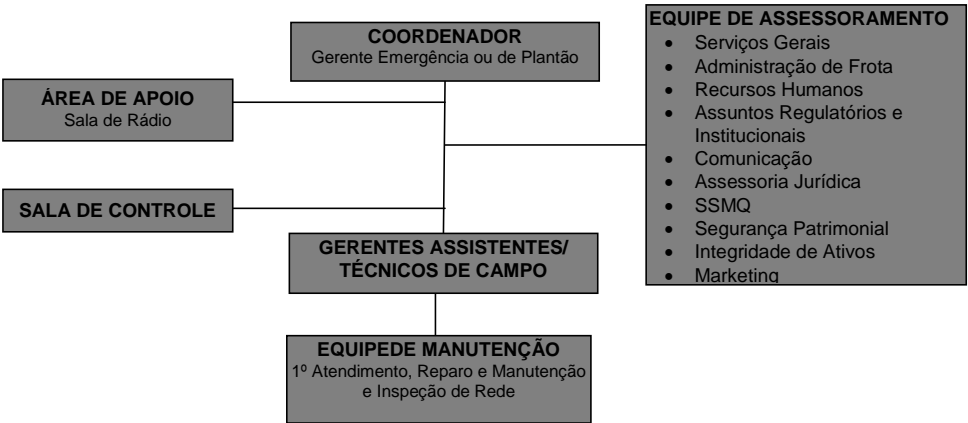 COORDENADOR
Gerente Emergência ou de Plantão
ÁREA DE APOIO
Sala de Rádio
SALA DE CONTROLE
GERENTES ASSISTENTES/
TÉCNICOS DE CAMPO
EQUIPEDE MANUTENÇÃO
1º Atendimento, Reparo e Manutenção
e Inspeção de Rede
EQUIPE DE ASSESSORAMENTO
• Serviços Gerais
• Administração de Frota
• Recursos Humanos
• Assuntos Regulatórios e
Institucionais
• Comunicação
• Assessoria Jurídica
• SSMQ
• Segurança Patrimonial
• Integridade de Ativos
• Marketing